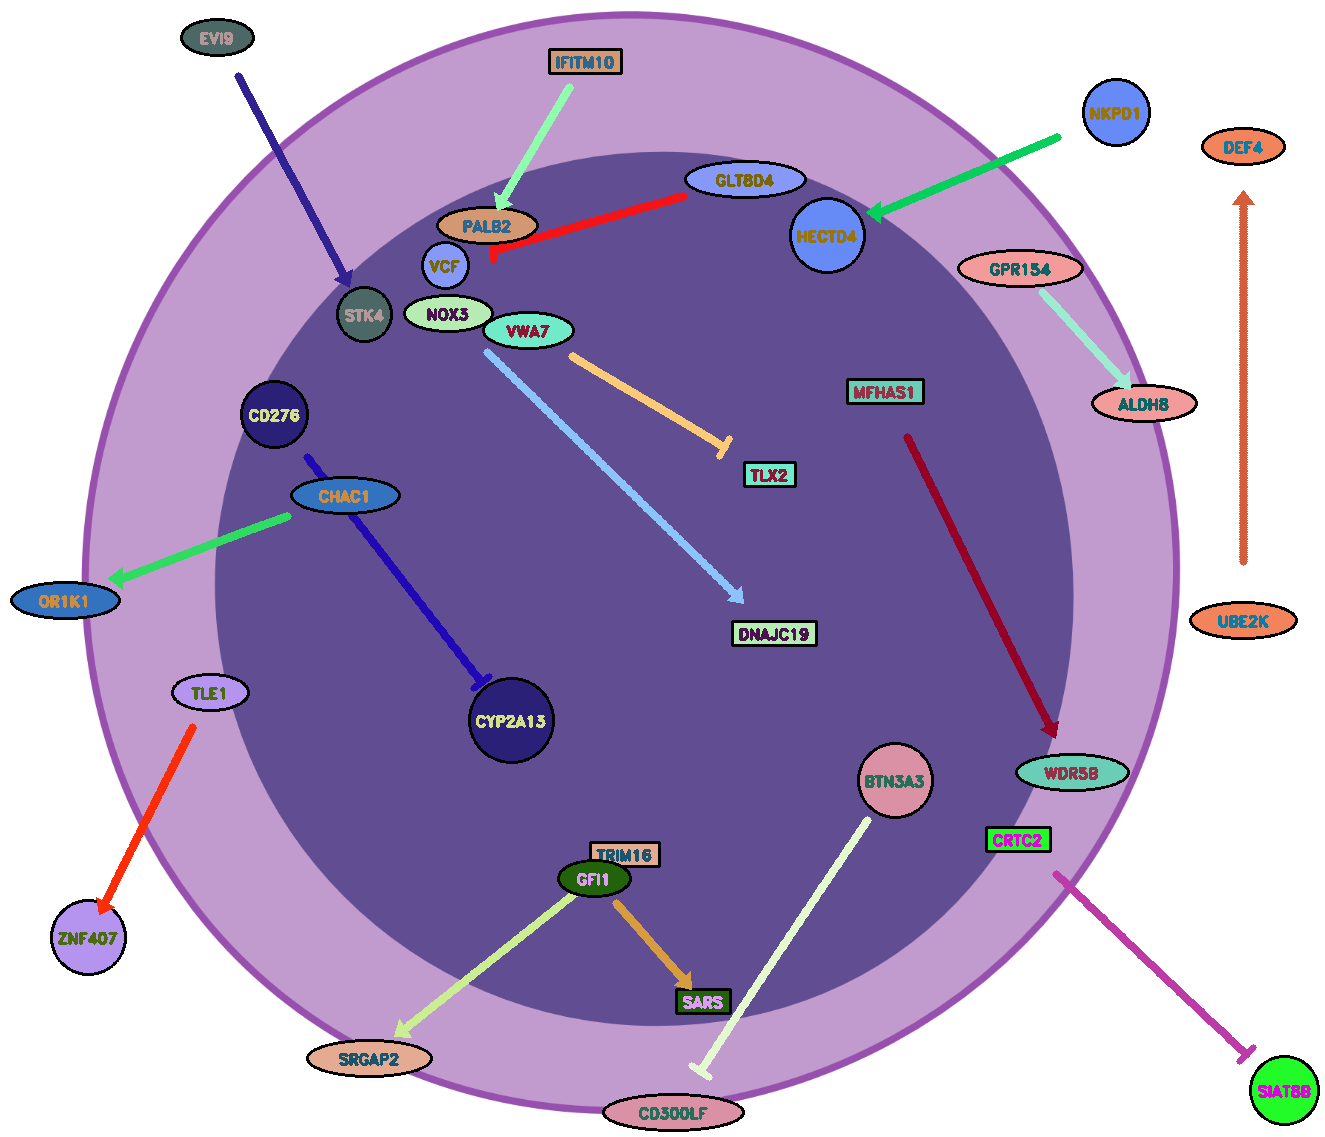 EVI9
IFITM10
NKPD1
DEF4
GLT8D4
PALB2
HECTD4
VCF
GPR154
STK4
NOX3
VWA7
MFHAS1
ALDH8
CD276
TLX2
CHAC1
OR1K1
UBE2K
DNAJC19
TLE1
CYP2A13
WDR5B
BTN3A3
CRTC2
TRIM16
GFI1
ZNF407
SARS
SRGAP2
SIAT8B
CD300LF